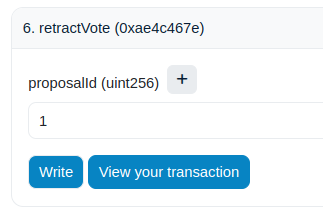 6. retractVote (0xae4c467e)
proposalId (uint256) +
1
Write View your transaction